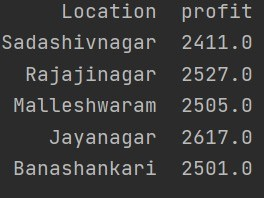 Location profit
Sadashivnagar 2411.0
Rajajinagar 2527.0
Malleshwaram 2505.0
Jayanagar 2617.0
Banashankari 2501.0